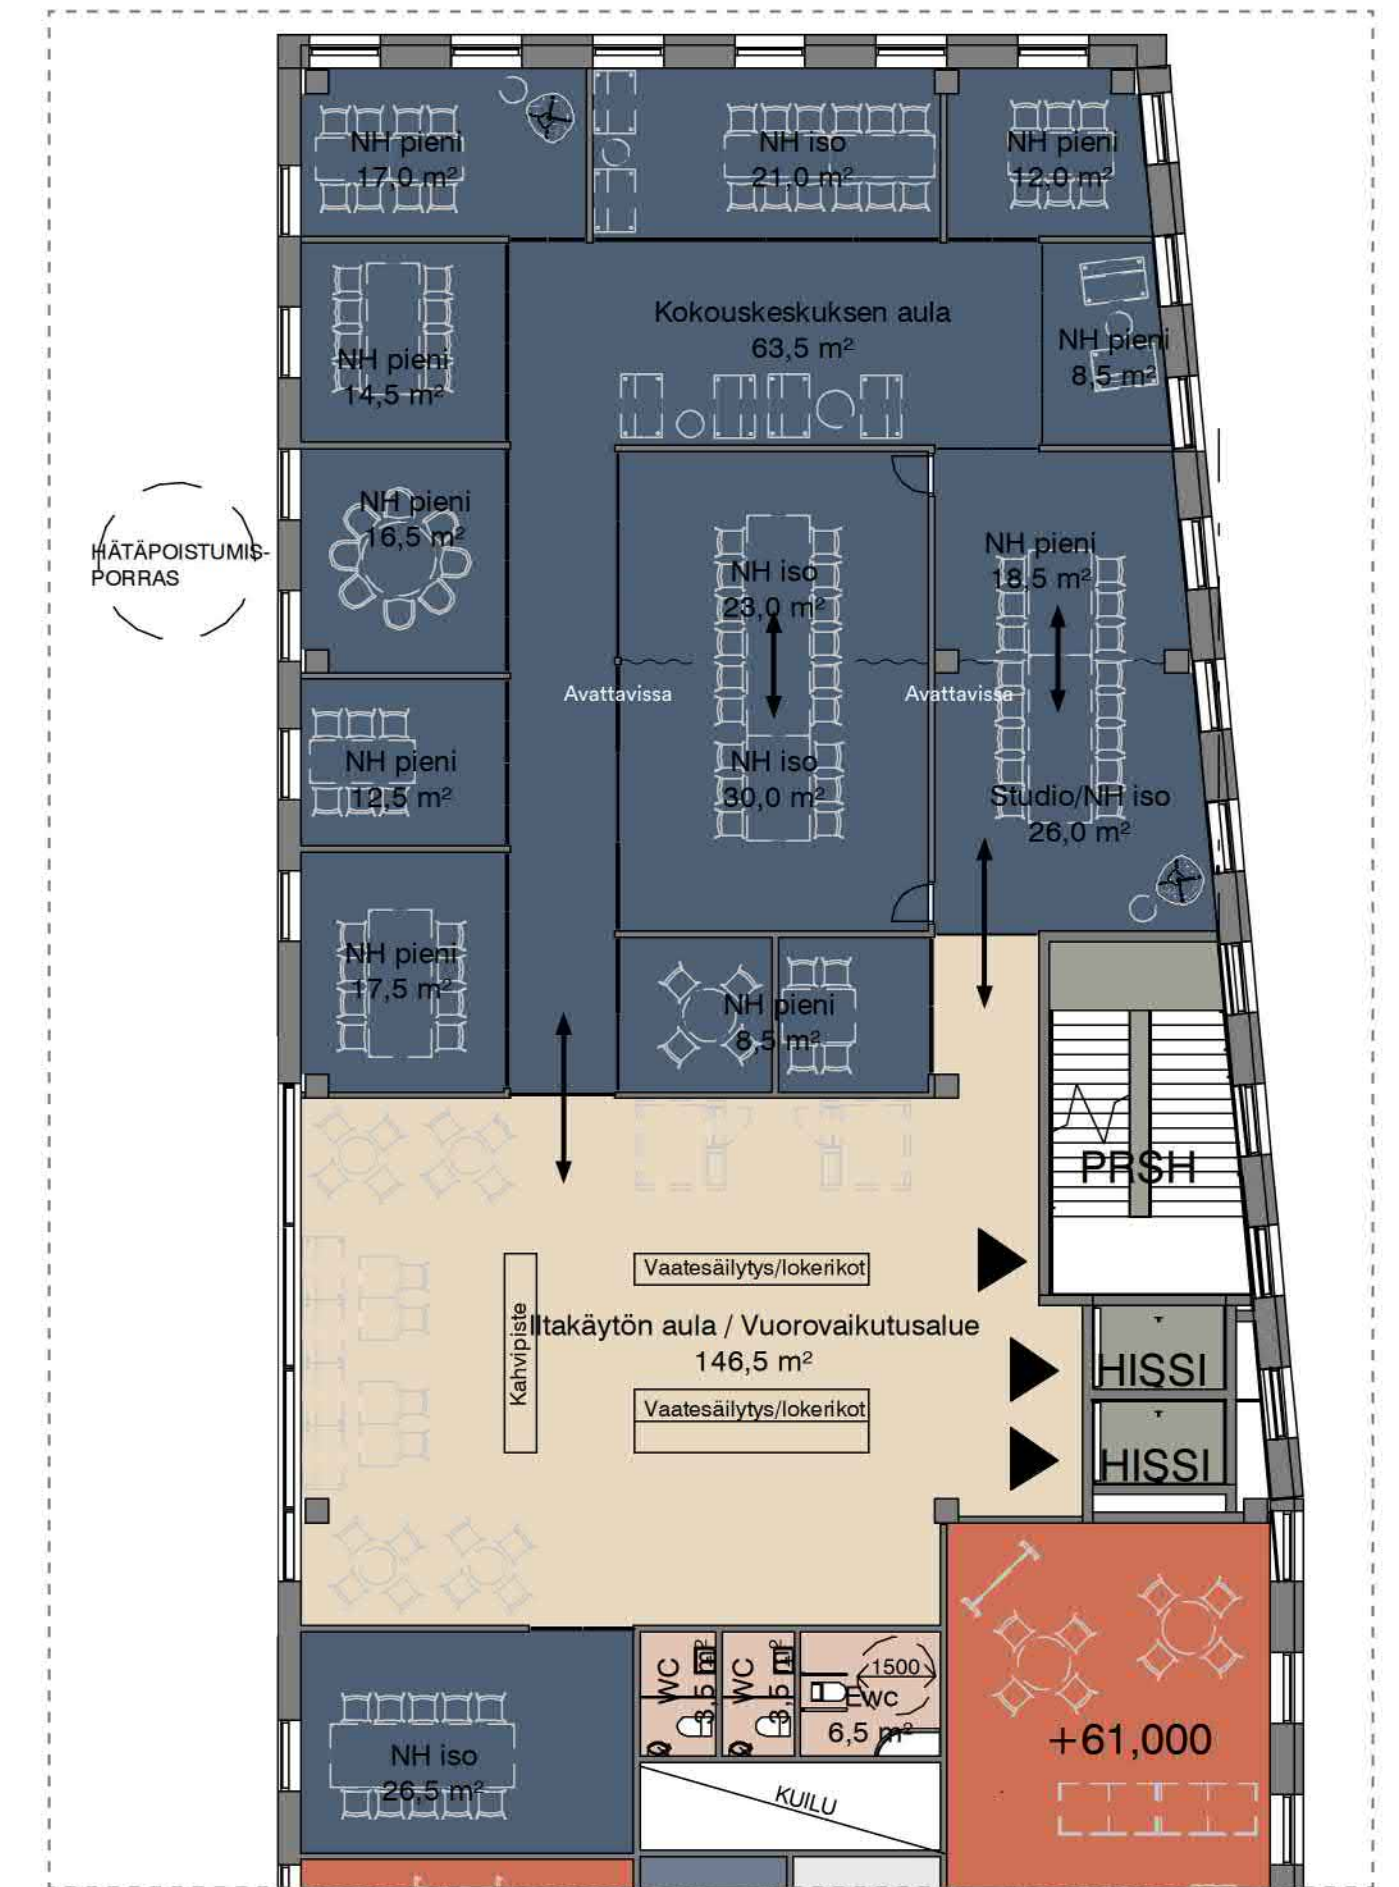 NH pieni
17,0 m²
NH iso
21,0 m²
NH pieni
12,0 m²
NH pieni
14,5 m²
Kokouskeskuksen aula
63,5 m²
NH pieni
8,5 m²
HÄTÄPOISTUMIS-
PORRAS
NH pieni
16,5 m²
NH iso
23,0 m²
NH pieni
18,5 m²
Avattavissa
Avattavissa
NH pieni
12,5 m²
NH iso
30,0 m²
Studio/NH iso
26,0 m²
NH pieni
17,5 m²
NH pieni
8,5 m²
PRSH
Vaatesäilytys/lokerikot
Kahvipiste
Iltakäytön aula / Vuorovaikutusalue
146,5 m²
HISSI
Vaatesäilytys/lokerikot
HISSI
WC
3,5 m²
WC
3,5 m²
1500
EWC
6,5 m²
+61,000
NH iso
26,5 m²
KUILU